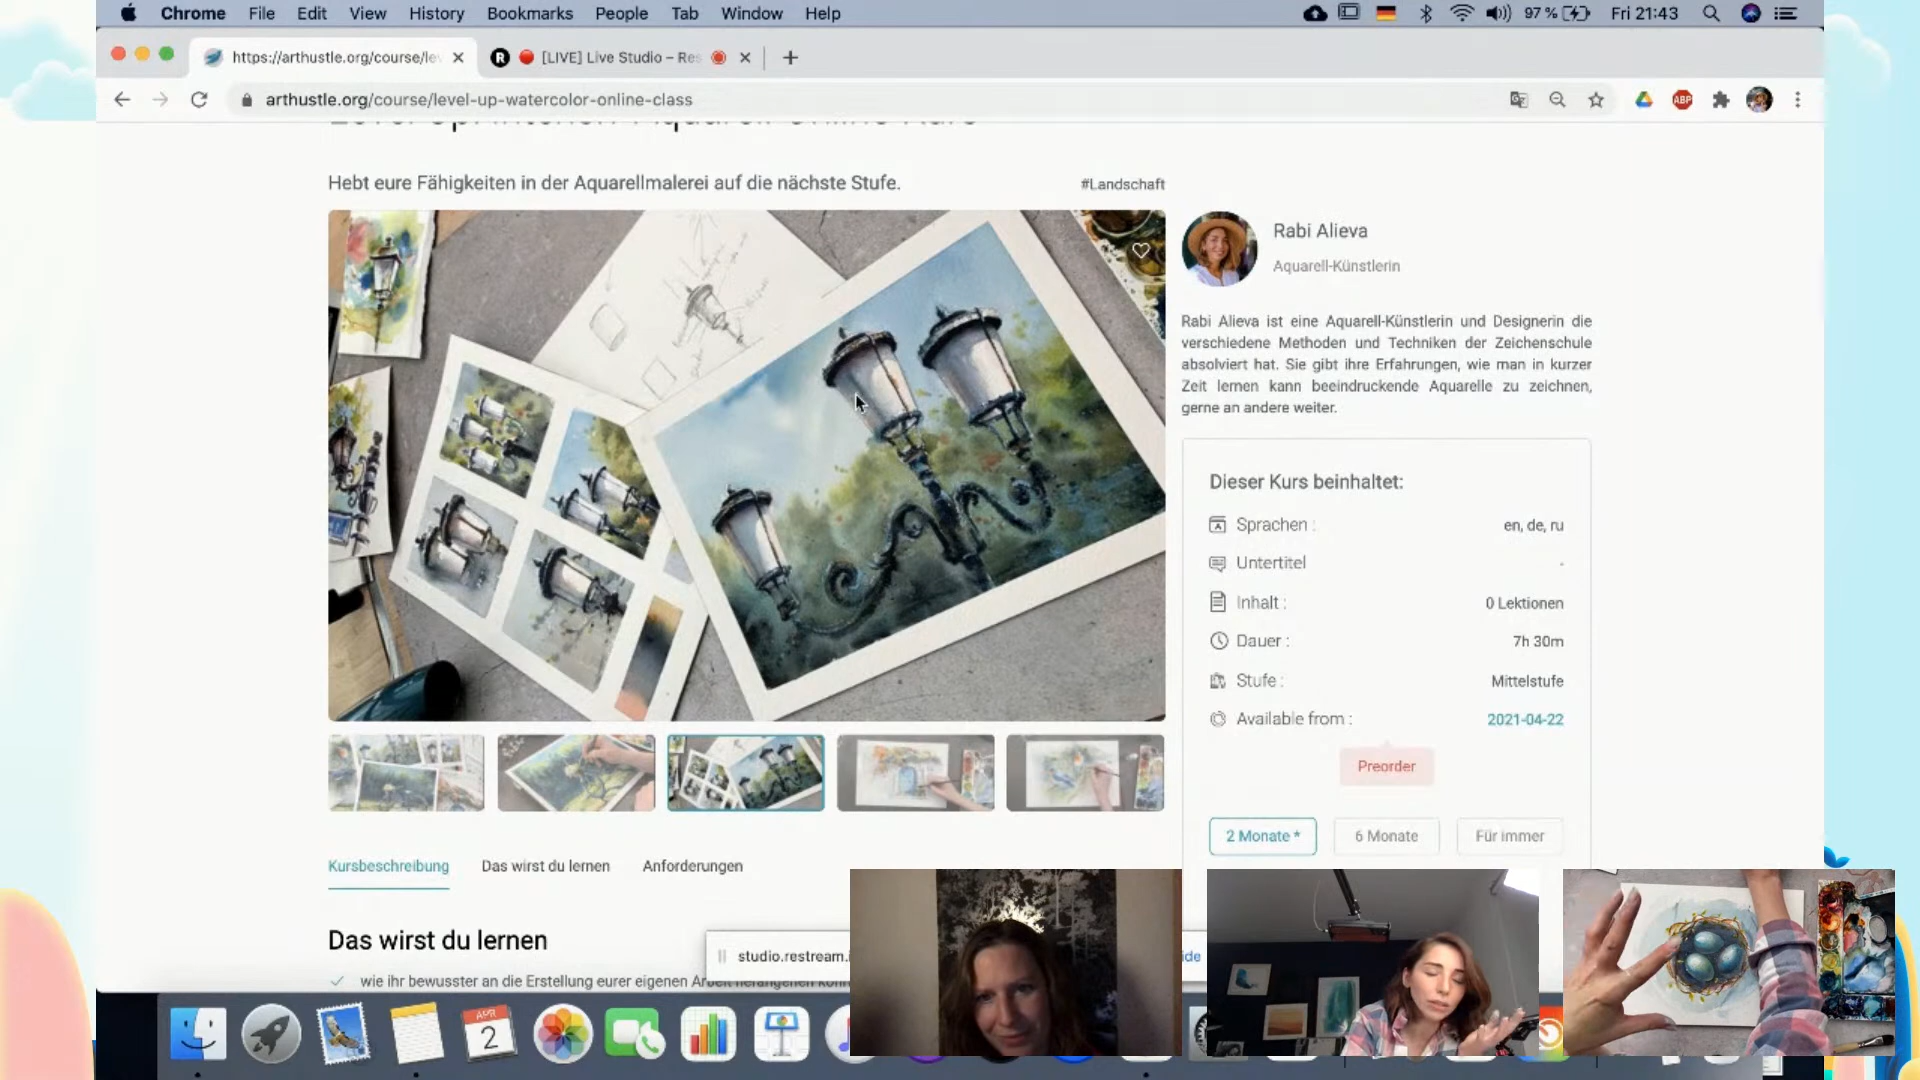 Chrome File Edit View History Bookmarks People Tab Window Help 97 % Fri 21:43
https://arthustle.org/course/le
[LIVE] Live Studio – Res
arthustle.org/course/level-up-watercolor-online-class
ABP
Hebt eure Fähigkeiten in der Aquarellmalerei auf die nächste Stufe.
#Landschaft
Rabi Alieva
Aquarell-Künstlerin
Rabi Alieva ist eine Aquarell-Künstlerin und Designerin die
verschiedene Methoden und Techniken der Zeichenschule
absolviert hat. Sie gibt ihre Erfahrungen, wie man in kurzer
Zeit lernen kann beeindruckende Aquarelle zu zeichnen,
gerne an andere weiter.
Dieser Kurs beinhaltet:
Sprachen : en, de, ru
Untertitel -
Inhalt : 0 Lektionen
Dauer : 7h 30m
Stufe : Mittelstufe
Available from : 2021-04-22
Preorder
2 Monate * 6 Monate Für immer
Kursbeschreibung Das wirst du lernen Anforderungen
Das wirst du lernen
studio.restream.i
ide
wie ihr bewusster an die Erstellung eurer eigenen
APR
2